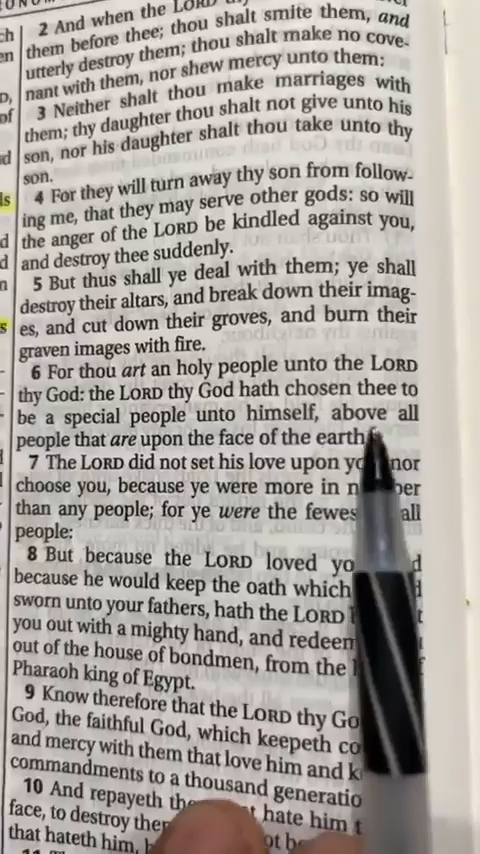 2 And when the LORD
them before thee; thou shalt smite them, and
utterly destroy them; thou shalt make no cove-
nant with them, nor shew mercy unto them:
3 Neither shalt thou make marriages with
them; thy daughter thou shalt not give unto his
son, nor his daughter shalt thou take unto thy
son.
4 For they will turn away thy son from follow-
ing me, that they may serve other gods: so will
the anger of the LORD be kindled against you,
and destroy thee suddenly.
5 But thus shall ye deal with them; ye shall
destroy their altars, and break down their imag-
es, and cut down their groves, and burn their
graven images with fire.
6 For thou art an holy people unto the LORD
thy God: the LORD thy God hath chosen thee to
be a special people unto himself, above all
people that are upon the face of the earth
7 The LORD did not set his love upon nor
choose you, because ye were more in
than any people; for ye were the fewes all
people:
8 But because the LORD loved
because he would keep the oath which
sworn unto your fathers, hath the LORD
you out with a mighty hand, and redeem
out of the house of bondmen, from the
Pharaoh king of Egypt.
9 Know therefore that the LORD thy
God, the faithful God, which keepeth
and mercy with them that love him and
commandments to a thousand generatio
10 And repayeth hate him
face, to destroy
that hateth him,